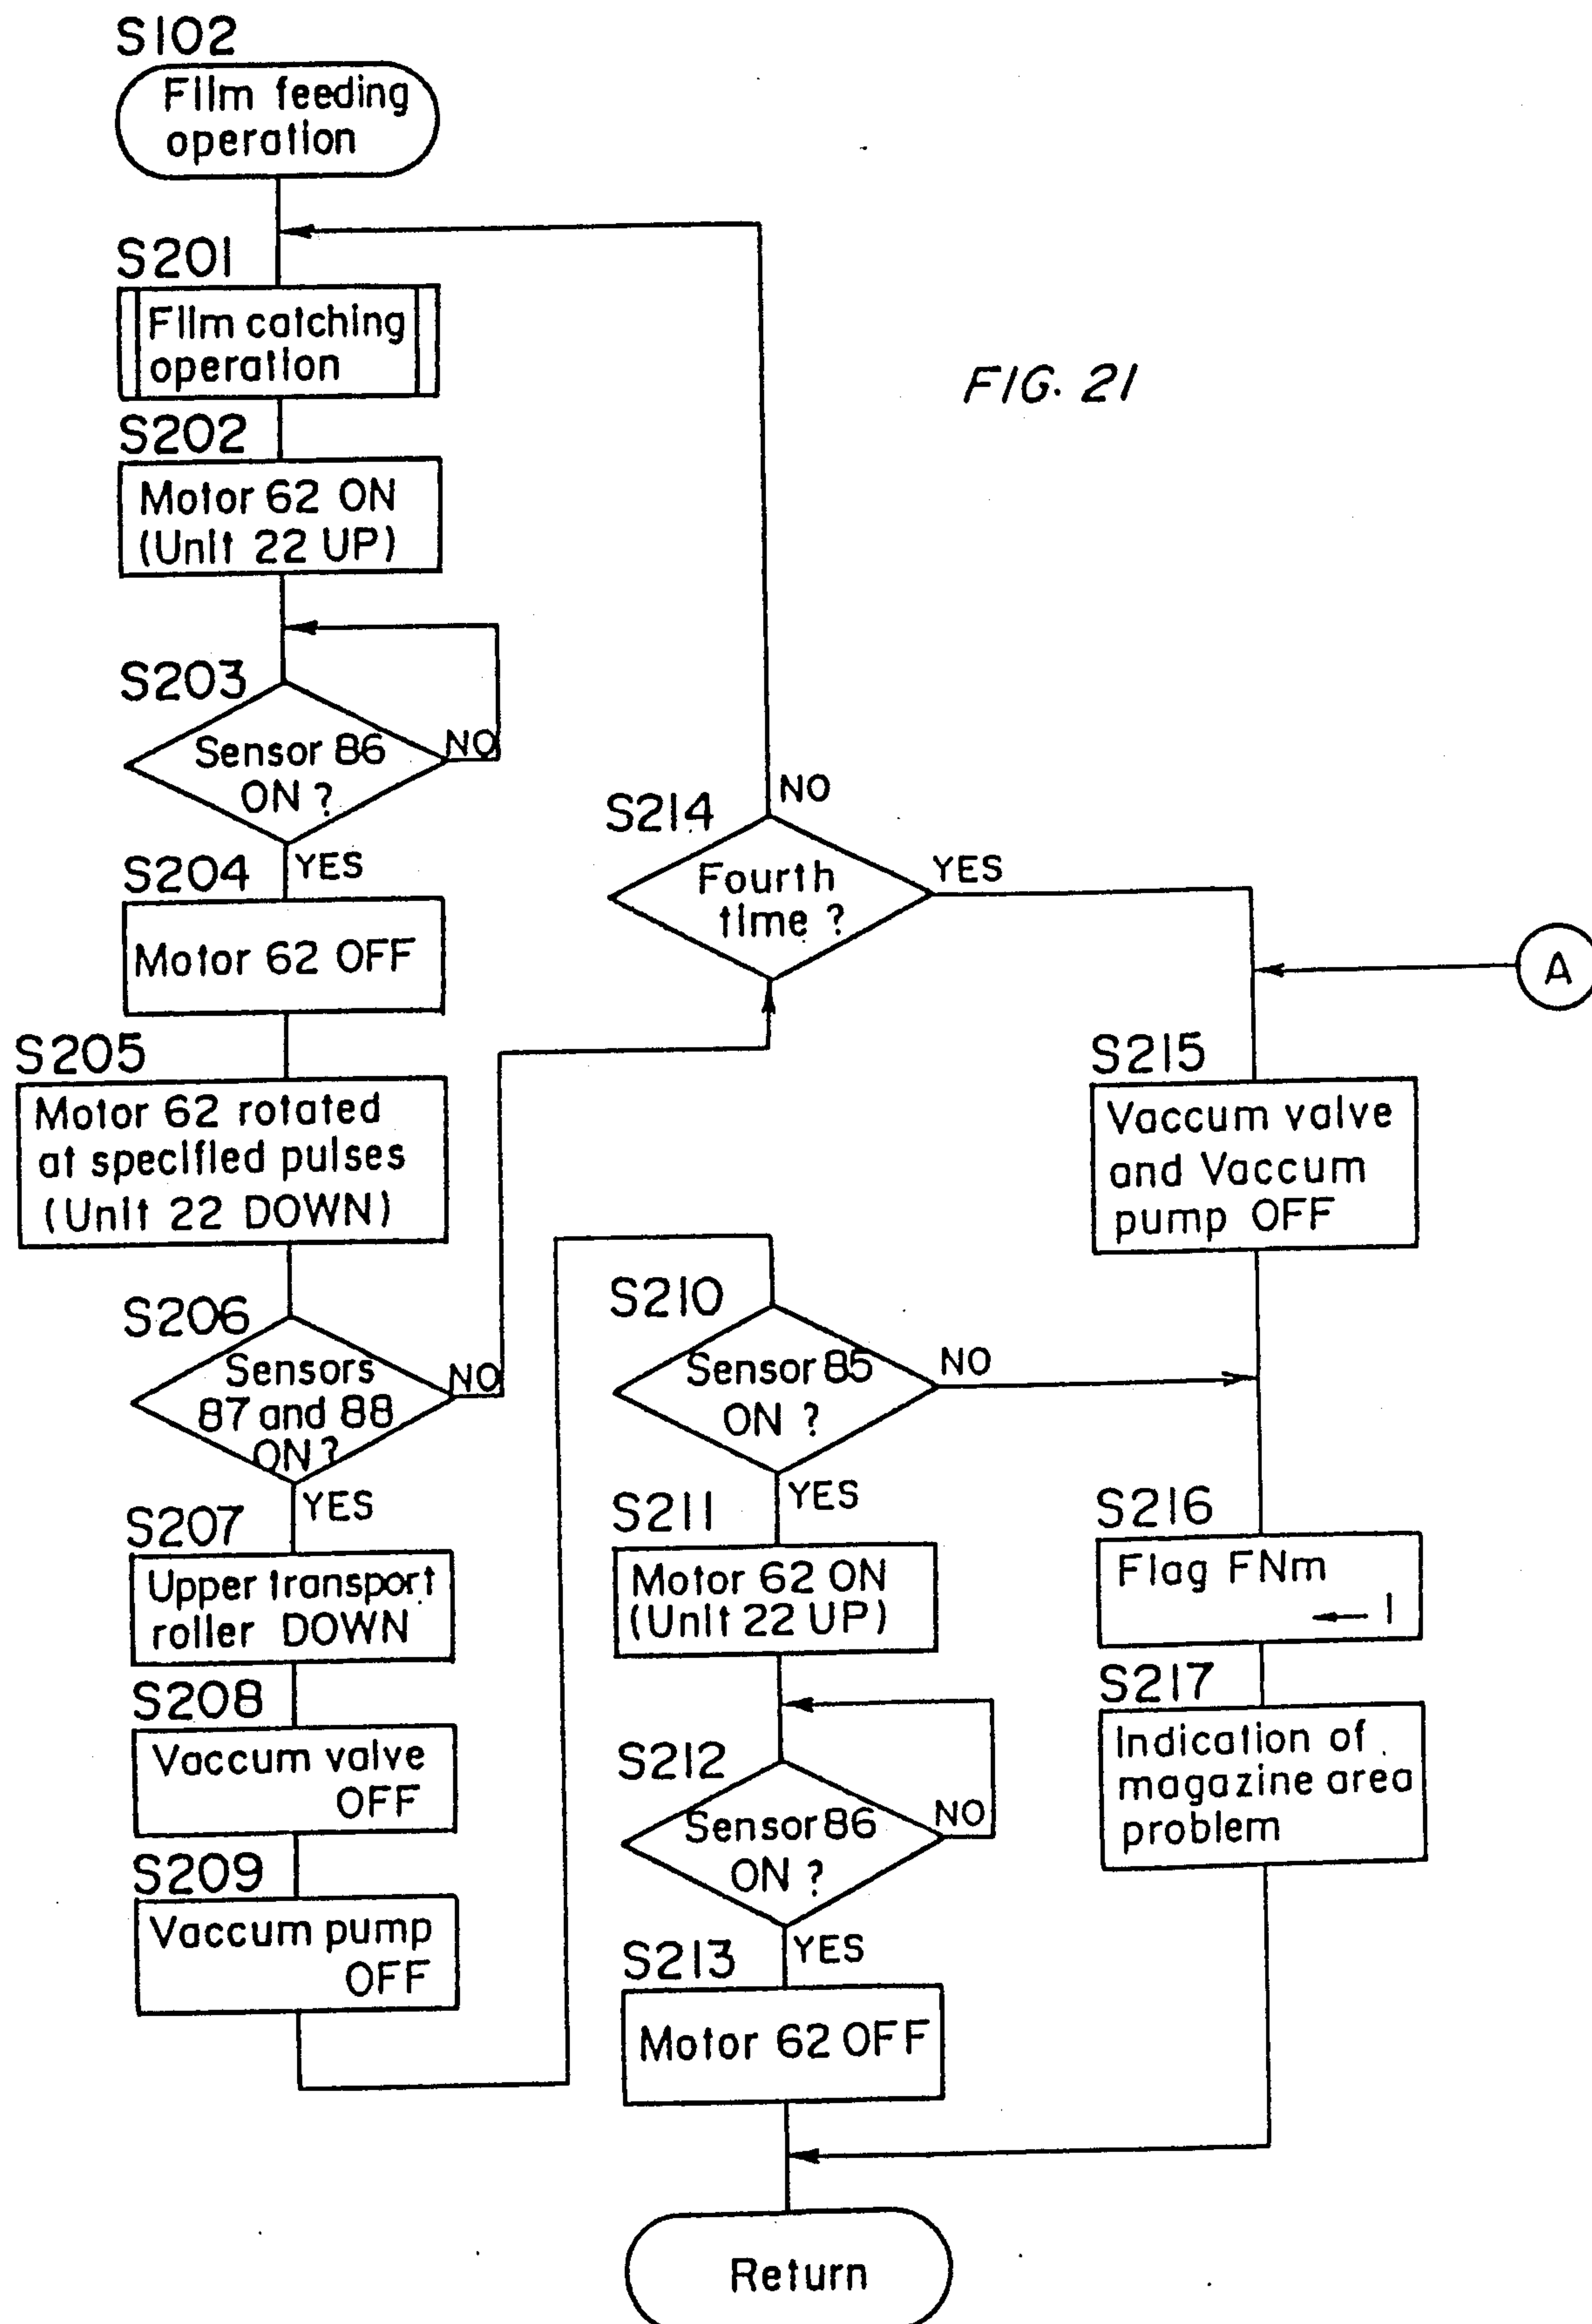 S102
Film feeding
operation
S201
Film catching
operation
S202
Motor 62 ON
(Unit 22 UP)
S203
Sensor 86
ON ?
NO
YES
S204
Motor 62 OFF
S205
Motor 62 rotated
at specified pulses
(Unit 22 DOWN)
S206
Sensors
87 and 88
ON ?
NO
YES
S207
Upper transport
roller DOWN
S208
Vaccum valve
OFF
S209
Vaccum pump
OFF
FIG. 21
S214
Fourth
time ?
NO
YES
S210
Sensor 85
ON ?
NO
YES
S211
Motor 62 ON
(Unit 22 UP)
S212
Sensor 86
ON ?
NO
YES
S213
Motor 62 OFF
Return
A
S215
Vaccum valve
and Vaccum
pump OFF
S216
Flag FNm
← 1
S217
Indication of
magazine area
problem